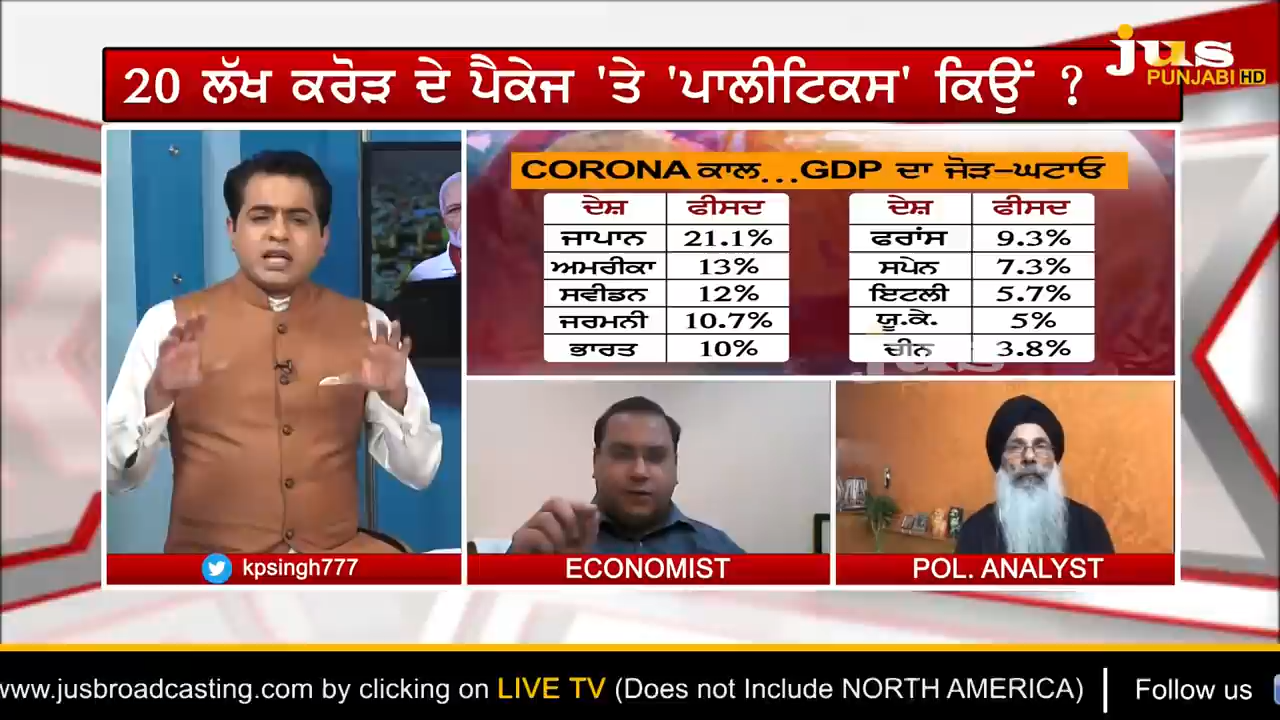 jus
PUNJABI HD
20 ਲੱਖ ਕਰੋੜ ਦੇ ਪੈਕੇਜ 'ਤੇ 'ਪਾਲੀਟਿਕਸ' ਕਿਉਂ ?
CORONA ਕਾਲ...GDP ਦਾ ਜੋੜ-ਘਟਾਓ
ਦੇਸ਼ ਫੀਸਦ ਦੇਸ਼ ਫੀਸਦ
ਜਾਪਾਨ 21.1% ਫਰਾਂਸ 9.3%
ਅਮਰੀਕਾ 13% ਸਪੇਨ 7.3%
ਸਵੀਡਨ 12% ਇਟਲੀ 5.7%
ਜਰਮਨੀ 10.7% ਯੂ.ਕੇ. 5%
ਭਾਰਤ 10% ਚੀਨ 3.8%
jus
kpsingh777
ECONOMIST
POL. ANALYST
www.jusbroadcasting.com by clicking on LIVE TV (Does not Include NORTH AMERICA) | Follow us